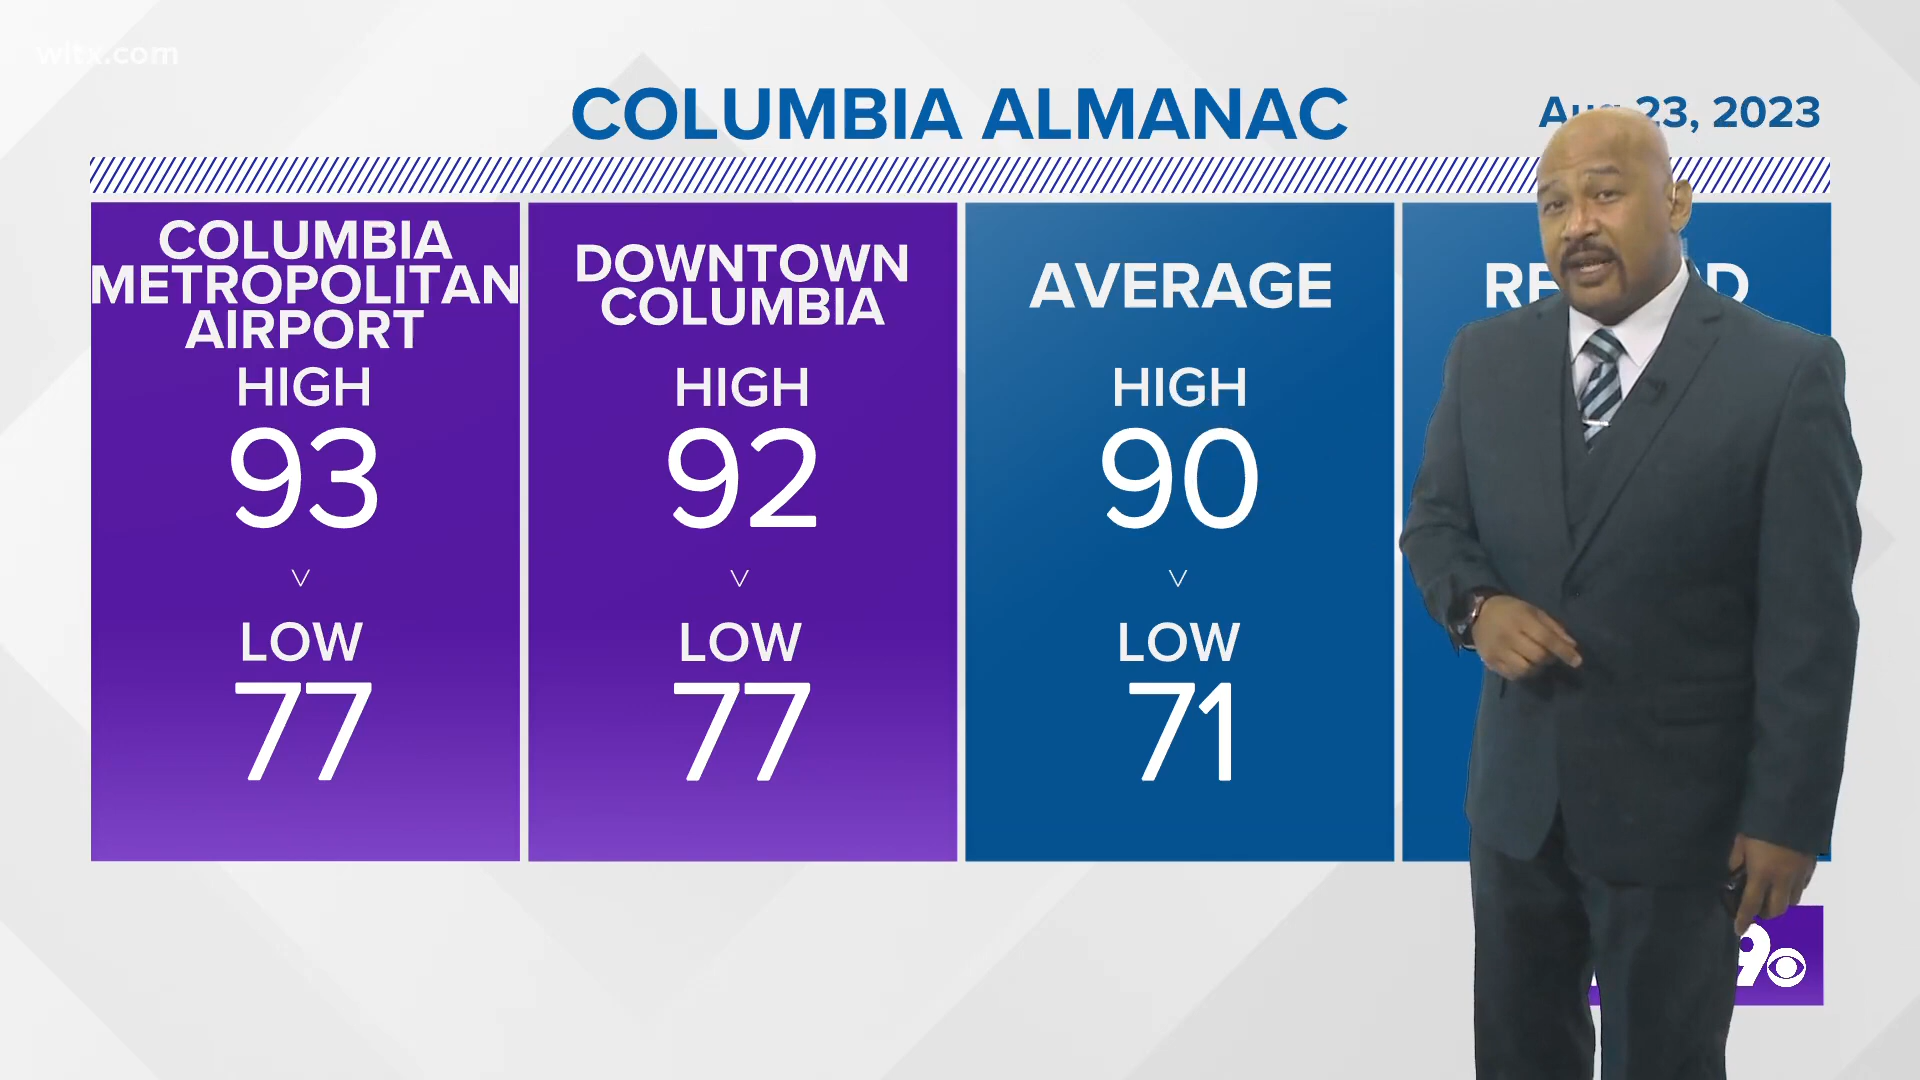 wltx.com
COLUMBIA ALMANAC
23, 2023
COLUMBIA
METROPOLITAN
AIRPORT
HIGH
93
LOW
77
DOWNTOWN
COLUMBIA
HIGH
92
LOW
77
AVERAGE
HIGH
90
LOW
71
9